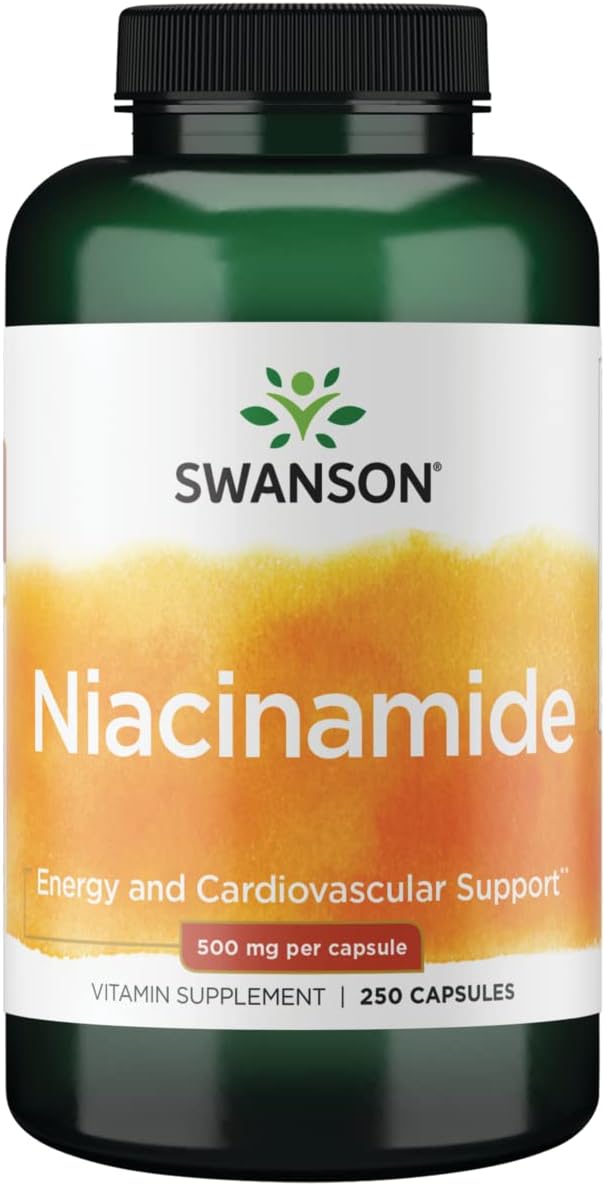 SWANSON®
Niacinamide
Energy and Cardiovascular Support**
500 mg per capsule
VITAMIN SUPPLEMENT | 250 CAPSULES